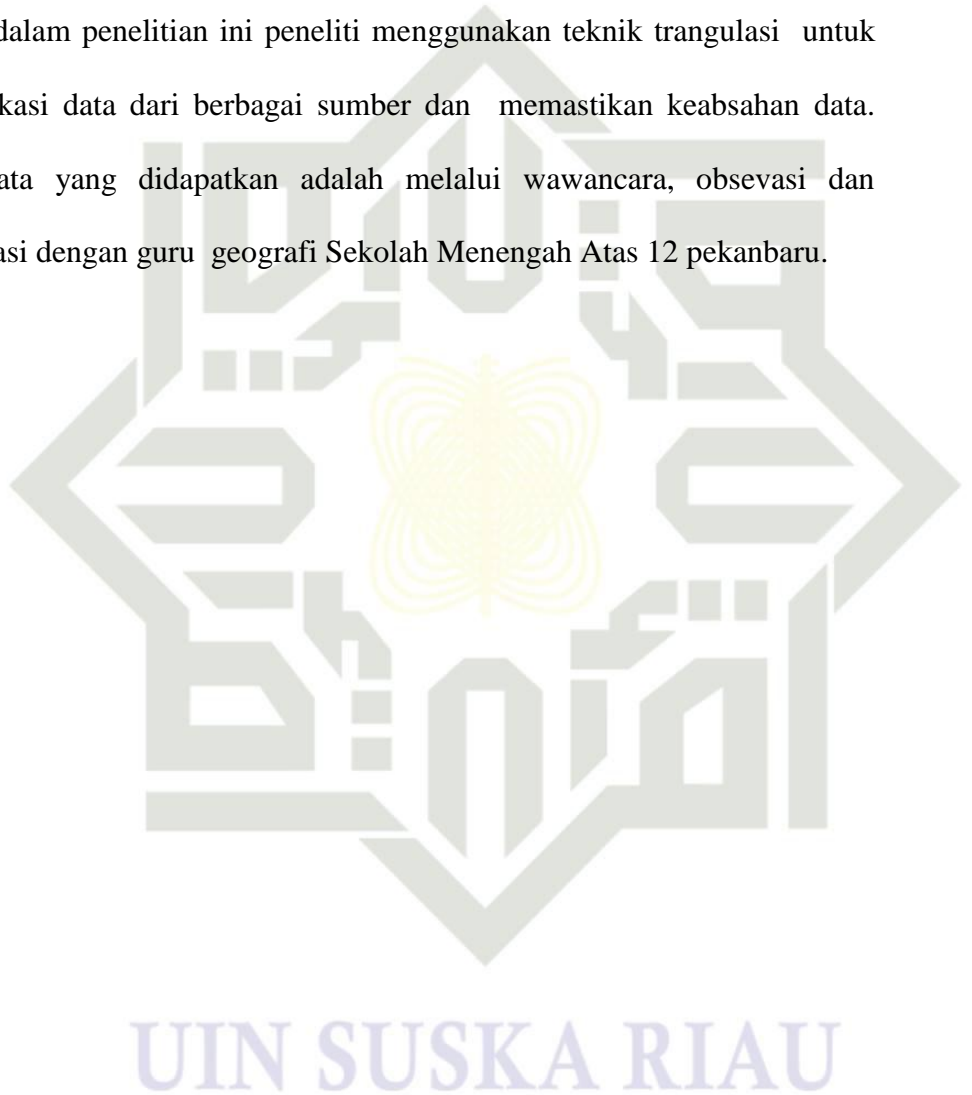 dalam penelitian ini peneliti menggunakan teknik trangulasi untuk
kasi data dari berbagai sumber dan memastikan keabsahan data.
ata yang didapatkan adalah melalui wawancara, obsevasi dan
asi dengan guru geografi Sekolah Menengah Atas 12 pekanbaru.
UIN SUSKA RIAU